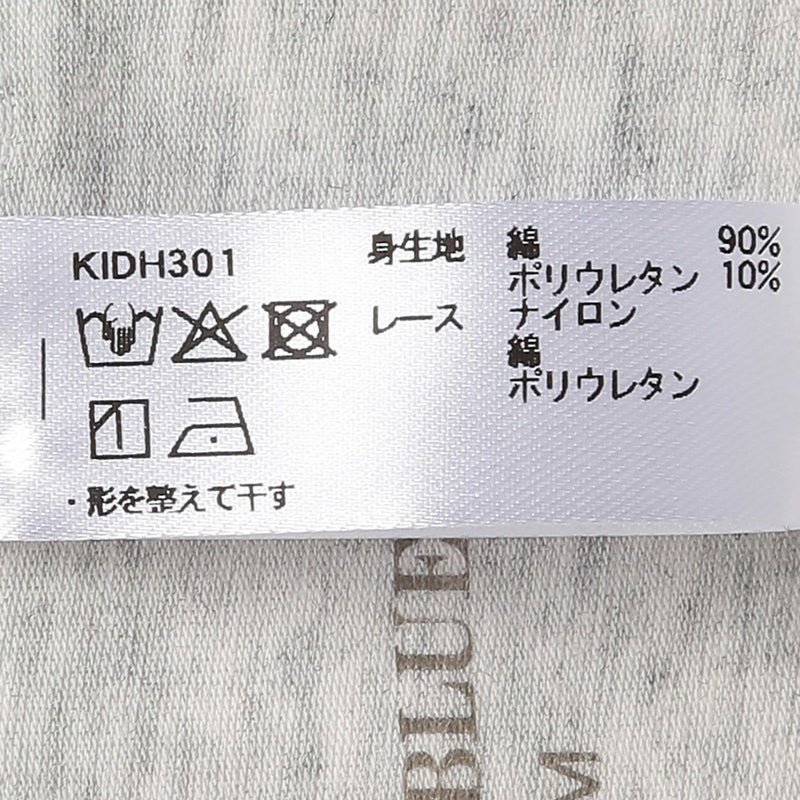 KIDH301
身生地 綿 90%
ポリウレタン 10%
レース ナイロン
綿
ポリウレタン
・形を整えて干す
BLUE
M